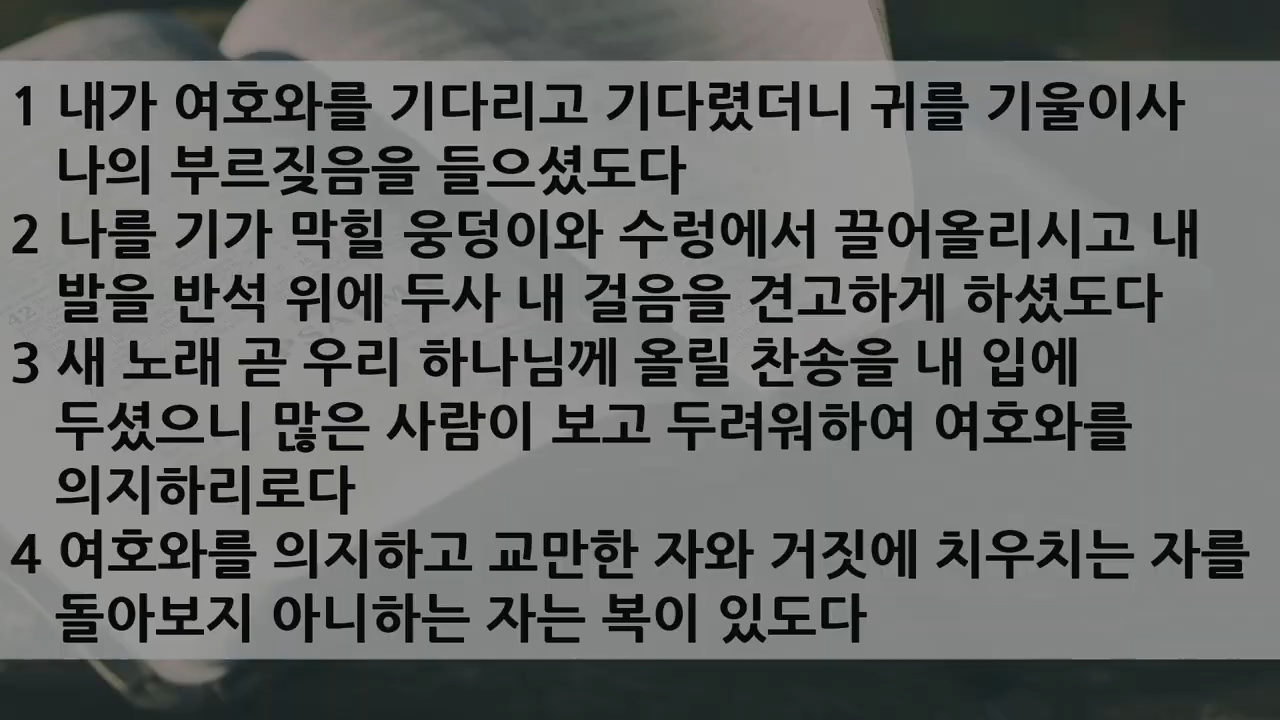 1 내가 여호와를 기다리고 기다렸더니 귀를 기울이사
나의 부르짖음을 들으셨도다
2 나를 기가 막힐 웅덩이와 수렁에서 끌어올리시고 내
발을 반석 위에 두사 내 걸음을 견고하게 하셨도다
3 새 노래 곧 우리 하나님께 올릴 찬송을 내 입에
두셨으니 많은 사람이 보고 두려워하여 여호와를
의지하리로다
4 여호와를 의지하고 교만한 자와 거짓에 치우치는 자를
돌아보지 아니하는 자는 복이 있도다